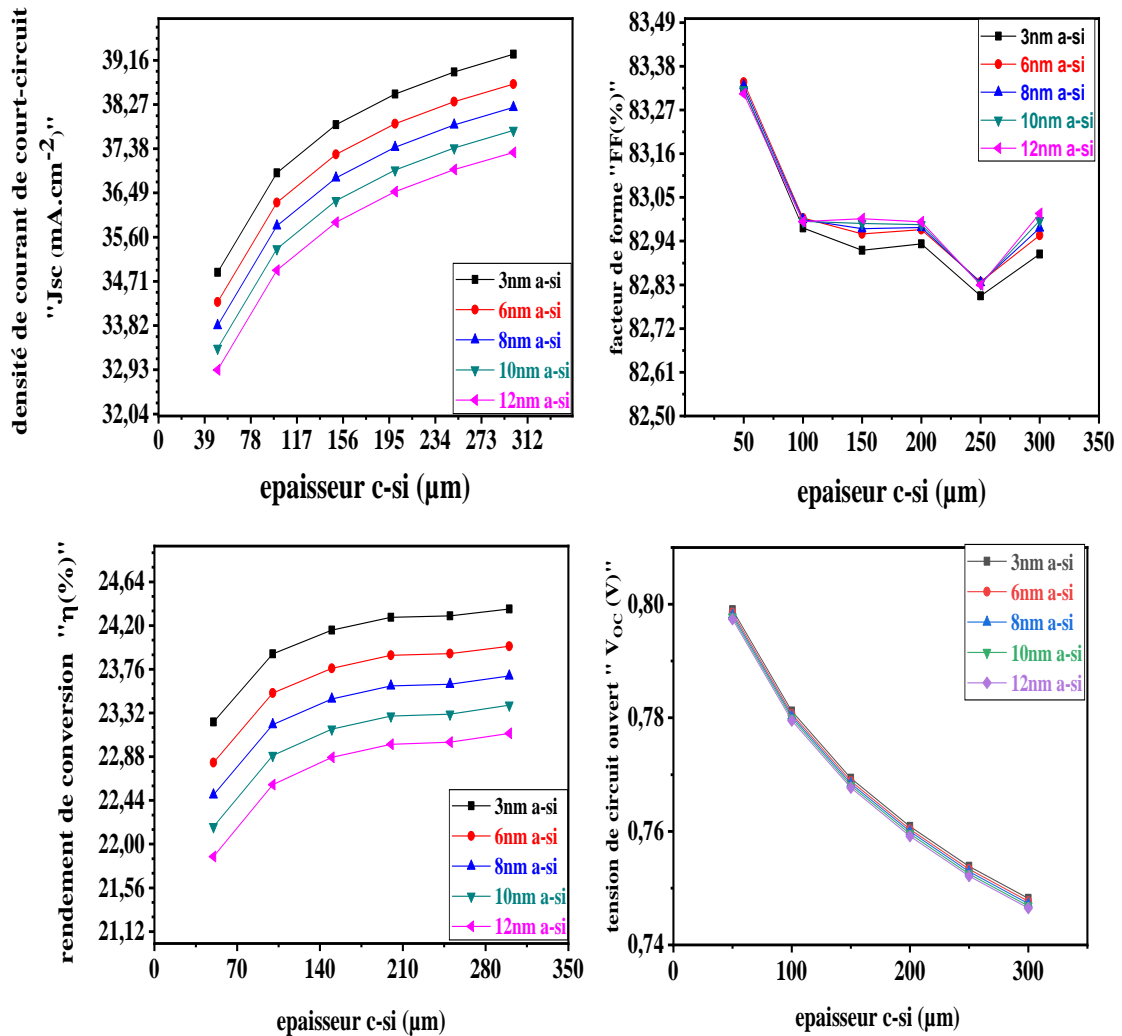 densité de courant de court-circuit
"Jsc (mA.cm-2)"
39,16
38,27
37,38
36,49
35,60
34,71
33,82
32,93
32,04
3nm a-si
6nm a-si
8nm a-si
10nm a-si
12nm a-si
0 39 78 117 156 195 234 273 312
epaisseur c-si (µm)
facteur de forme "FF(%)"
83,49
83,38
83,27
83,16
83,05
82,94
82,83
82,72
82,61
82,50
3nm a-si
6nm a-si
8nm a-si
10nm a-si
12nm a-si
50 100 150 200 250 300 350
epaiseur c-si (µm)
rendement de conversion "η(%)"
24,64
24,20
23,76
23,32
22,88
22,44
22,00
21,56
21,12
3nm a-si
6nm a-si
8nm a-si
10nm a-si
12nm a-si
0 70 140 210 280 350
epaisseur c-si (µm)
tension de circuit ouvert " VOC (V)"
0,80
0,78
0,76
0,74
3nm a-si
6nm a-si
8nm a-si
10nm a-si
12nm a-si
0 100 200 300
epaisseur c-si (µm)